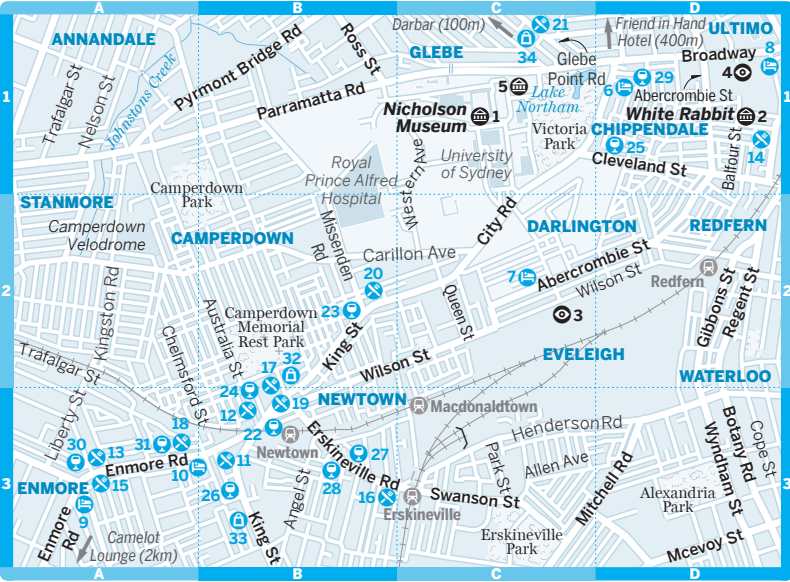 A
B
C
D
Darbar (100m)
21
34
Friend in Hand
Hotel (400m)
ULTIMO
ANNANDALE
Ross St
GLEBE
Glebe
Point Rd
Broadway
8
4
29
Pyrmont Bridge Rd
Trafalgar St
Nelson St
Johnstons Creek
Parramatta Rd
5
Lake
Northam
6
Abercrombie St
1
1
Nicholson
Museum
1
White Rabbit
2
Victoria
Park
CHIPPENDALE
25
14
Balfour St
Cleveland St
University
of Sydney
Royal
Prince Alfred
Hospital
Western Ave
Camperdown
Park
STANMORE
Camperdown
Velodrome
CAMPERDOWN
Missenden
Rd
City Rd
DARLINGTON
REDFERN
Carillon Ave
Abercrombie St
Wilson St
7
Redfern
20
2
2
Queen St
3
Gibbons St
Regent St
Kingston Rd
Australia St
Camperdown
Memorial
Rest Park
23
King St
Chelmsford St
Trafalgar St
EVELEIGH
Wilson St
32
17
24
WATERLOO
NEWTOWN
12
19
Macdonaldtown
Liberty St
18
22
Newtown
Erskineville Rd
Henderson Rd
Botany Rd
Wyndham St
Cope St
30
13
31
Enmore Rd
10
11
27
28
Park St
Allen Ave
Mitchell Rd
3
3
ENMORE
15
26
Angel St
16
Swanson St
Erskineville
Alexandria
Park
9
Enmore
Rd
33
King St
Camelot
Lounge (2km)
Erskineville
Park
Mcevoy St
A
B
C
D